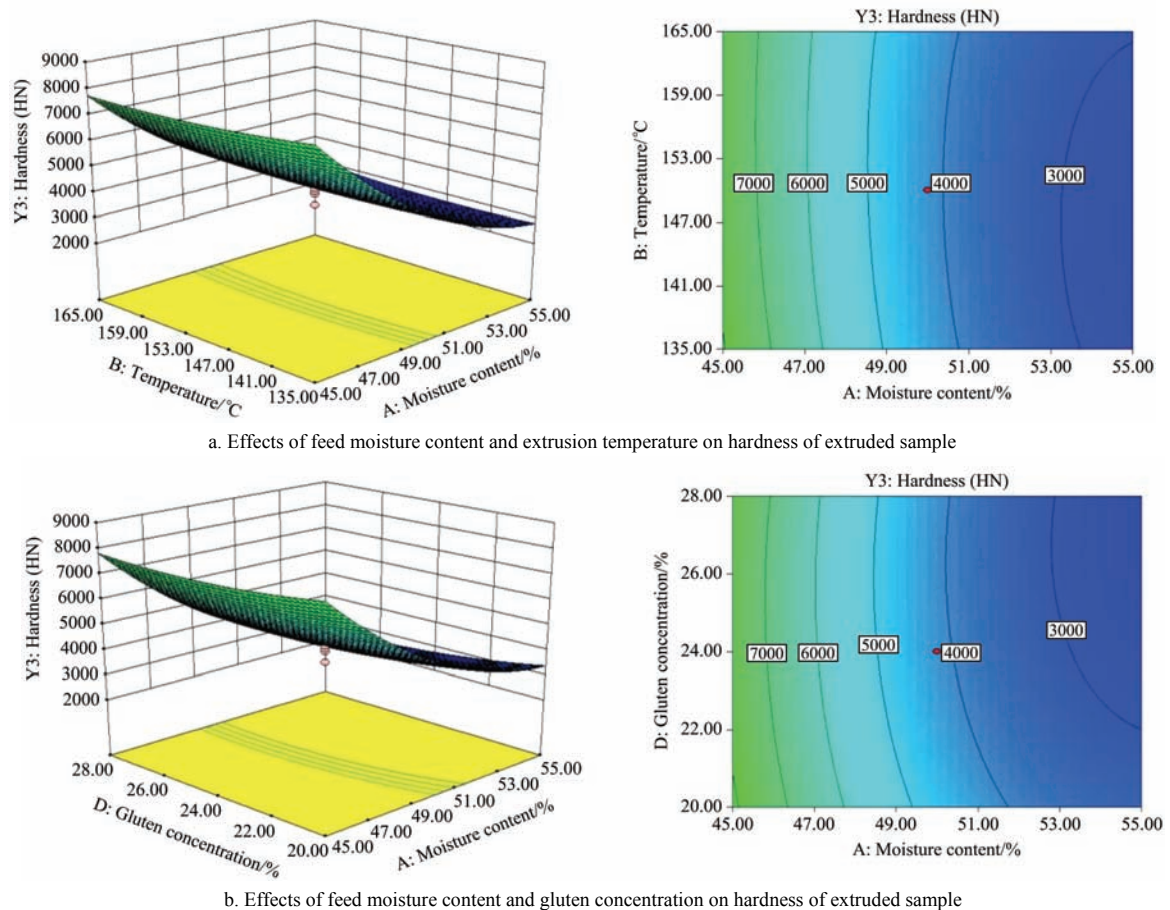 Y3: Hardness (HN)
9000
8000
7000
6000
5000
4000
3000
2000
165.00
159.00
153.00
147.00
141.00
135.00
B: Temperature/℃
45.00
47.00
49.00
51.00
53.00
55.00
A: Moisture content/%
Y3: Hardness (HN)
B: Temperature/℃
165.00
159.00
153.00
147.00
141.00
135.00
7000 6000 5000 4000 3000
45.00 47.00 49.00 51.00 53.00 55.00
A: Moisture content/%
a. Effects of feed moisture content and extrusion temperature on hardness of extruded sample
Y3: Hardness (HN)
9000
8000
7000
6000
5000
4000
3000
2000
28.00
26.00
24.00
22.00
20.00
D: Gluten concentration/%
45.00
47.00
49.00
51.00
53.00
55.00
A: Moisture content/%
Y3: Hardness (HN)
D: Gluten concentration/%
28.00
26.00
24.00
22.00
20.00
7000 6000 5000 4000 3000
45.00 47.00 49.00 51.00 53.00 55.00
A: Moisture content/%
b. Effects of feed moisture content and gluten concentration on hardness of extruded sample